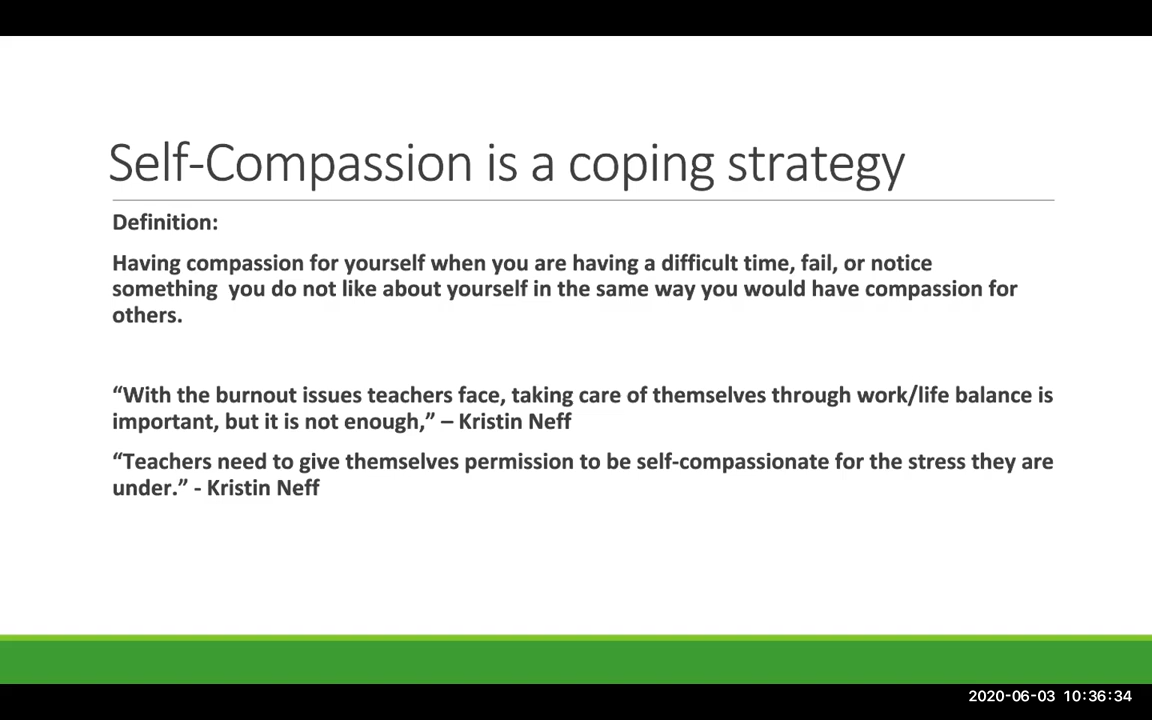 Self-Compassion is a coping strategy
Definition:
Having compassion for yourself when you are having a difficult time, fail, or notice
something  you do not like about yourself in the same way you would have compassion for
others.
“With the burnout issues teachers face, taking care of themselves through work/life balance is
important, but it is not enough,” – Kristin Neff
“Teachers need to give themselves permission to be self-compassionate for the stress they are
under.” - Kristin Neff
2020-06-03 10:36:34